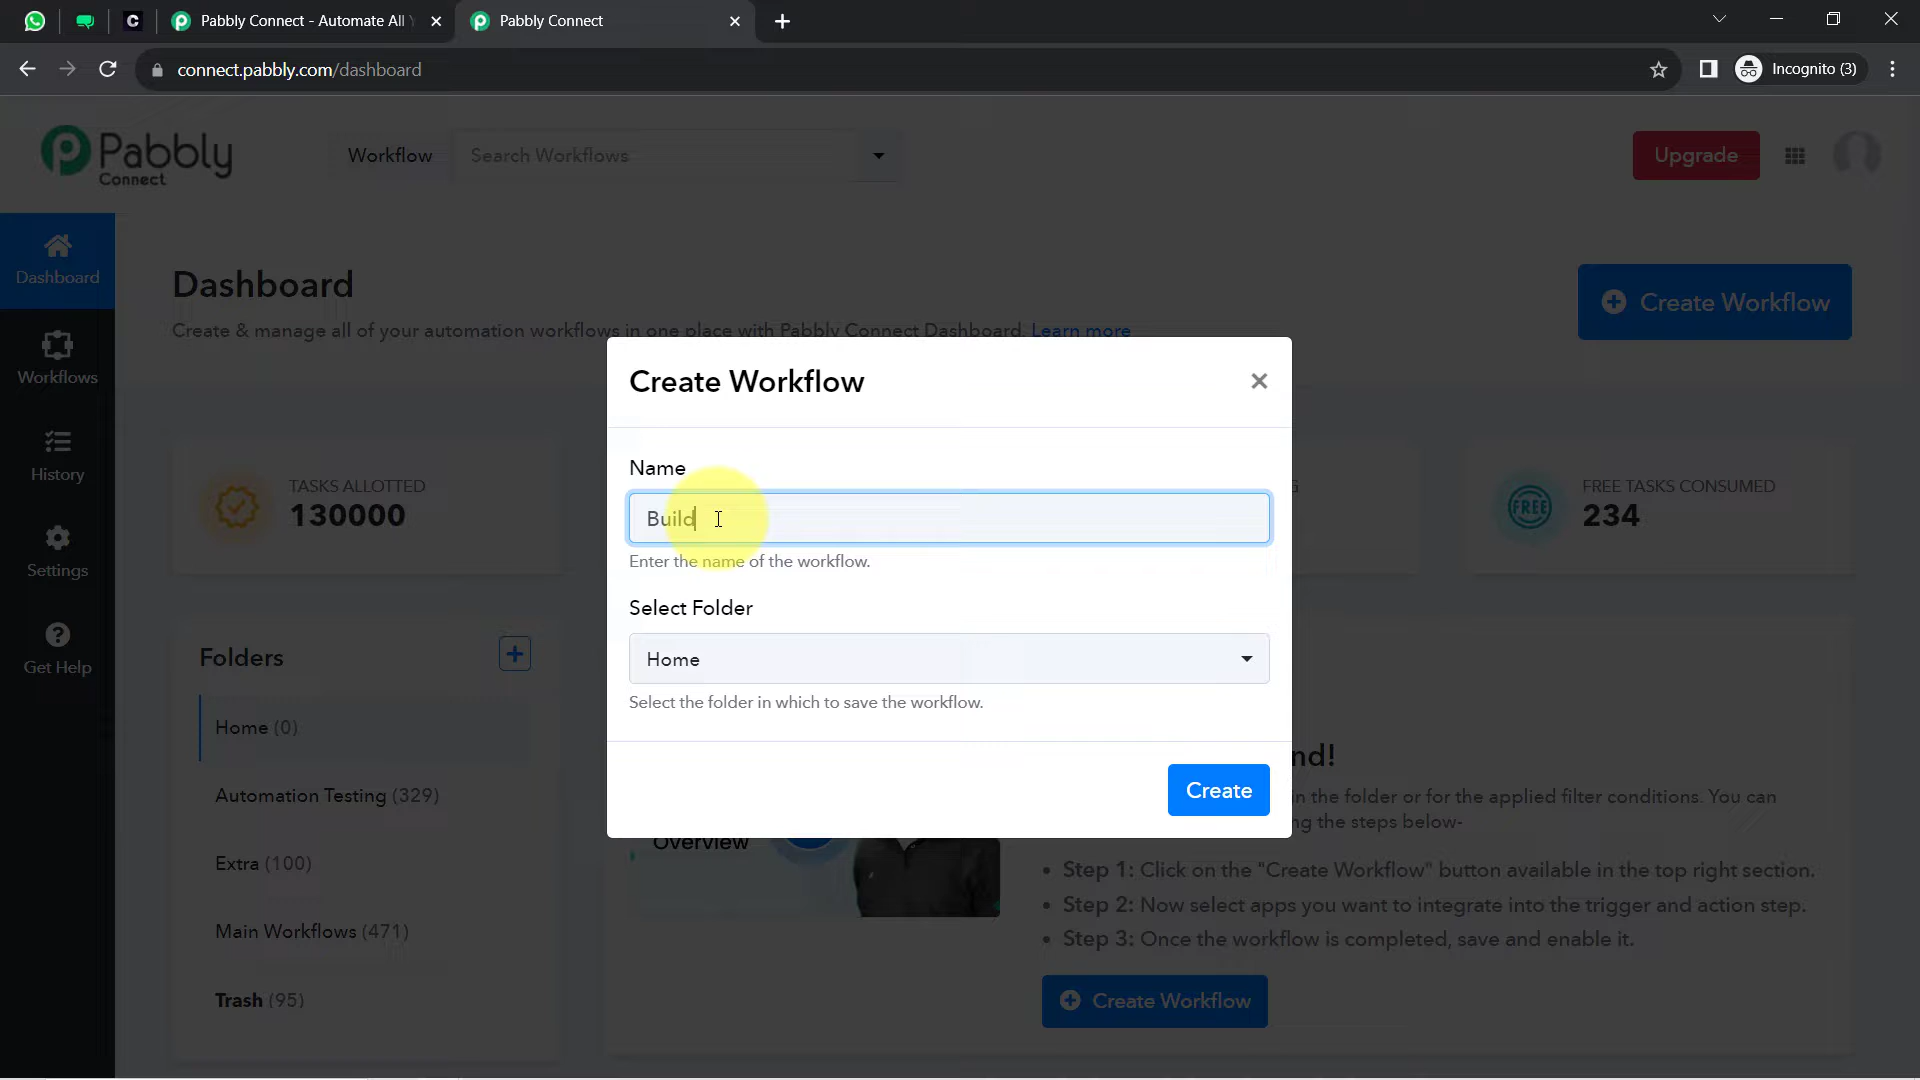 Pabbly Connect - Automate All Y
Pabbly Connect
connect.pabbly.com/dashboard
Incognito (3)
Pabbly
Connect
Workflow
Search Workflows
Upgrade
Dashboard
Workflows
History
Settings
Get Help
Dashboard
Create & manage all of your automation workflows in one place with Pabbly Connect Dashboard. Learn more
Create Workflow
TASKS ALLOTTED
130000
FREE TASKS CONSUMED
234
FREE
Folders
Home (0)
Automation Testing (329)
Extra (100)
Main Workflows (471)
Trash (95)
Create Workflow
Name
Build
Enter the name of the workflow.
Select Folder
Home
Select the folder in which to save the workflow.
Create
Overview
nd!
in the folder or for the applied filter conditions. You can
ng the steps below-
Step 1: Click on the "Create Workflow" button available in the top right section.
Step 2: Now select apps you want to integrate into the trigger and action step.
Step 3: Once the workflow is completed, save and enable it.
Create Workflow